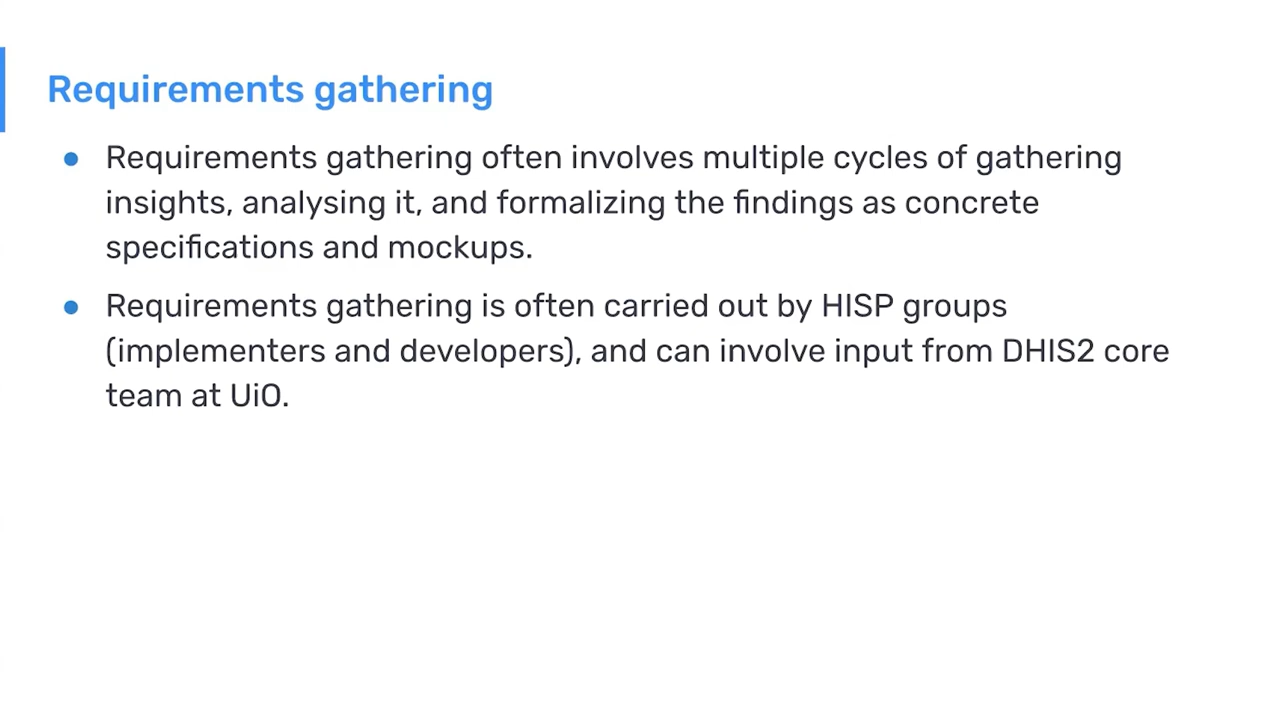 Requirements gathering
● Requirements gathering often involves multiple cycles of gathering
insights, analysing it, and formalizing the findings as concrete
specifications and mockups.
● Requirements gathering is often carried out by HISP groups
(implementers and developers), and can involve input from DHIS2 core
team at UiO.